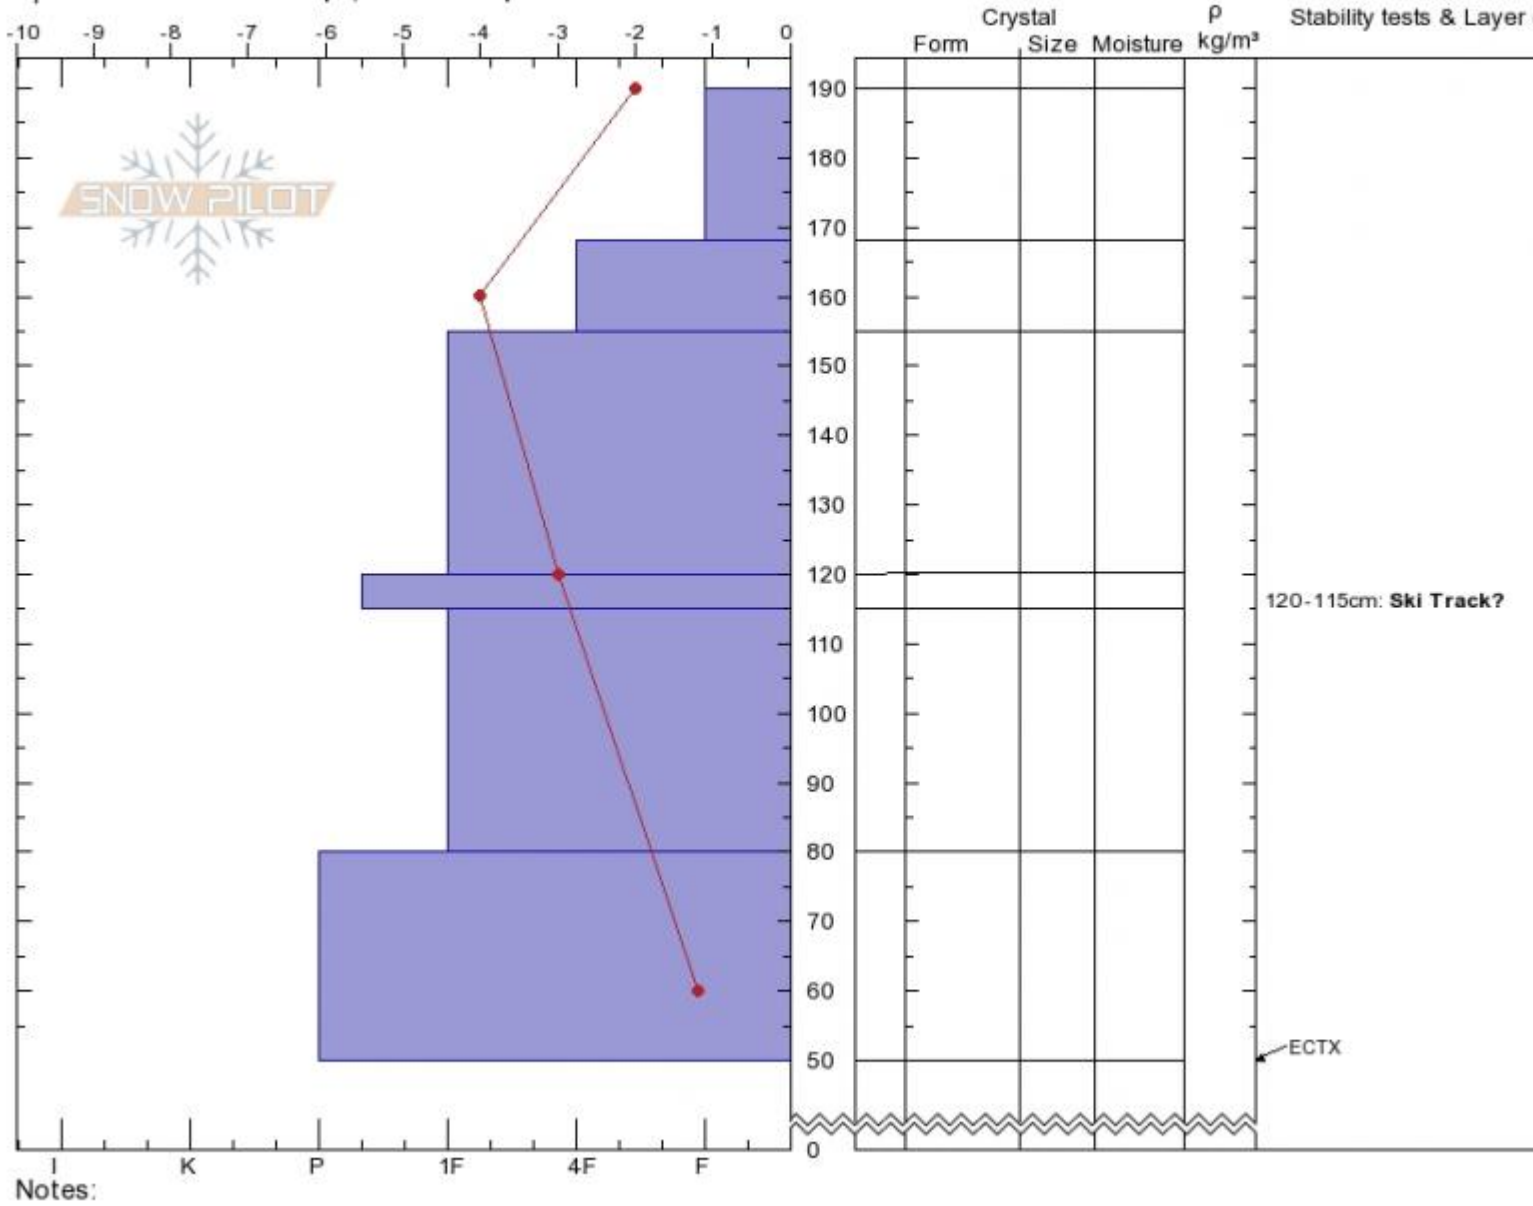 Crystal ρ Stability tests & Layer
-10 -9 -8 -7 -6 -5 -4 -3 -2 -1 0 Form Size Moisture kg/m³
190
SNOW PILOT
180
170
160
150
140
130
120
120-115cm: Ski Track?
110
100
90
80
70
60
50 ECTX
0
I K P 1F 4F F
Notes: